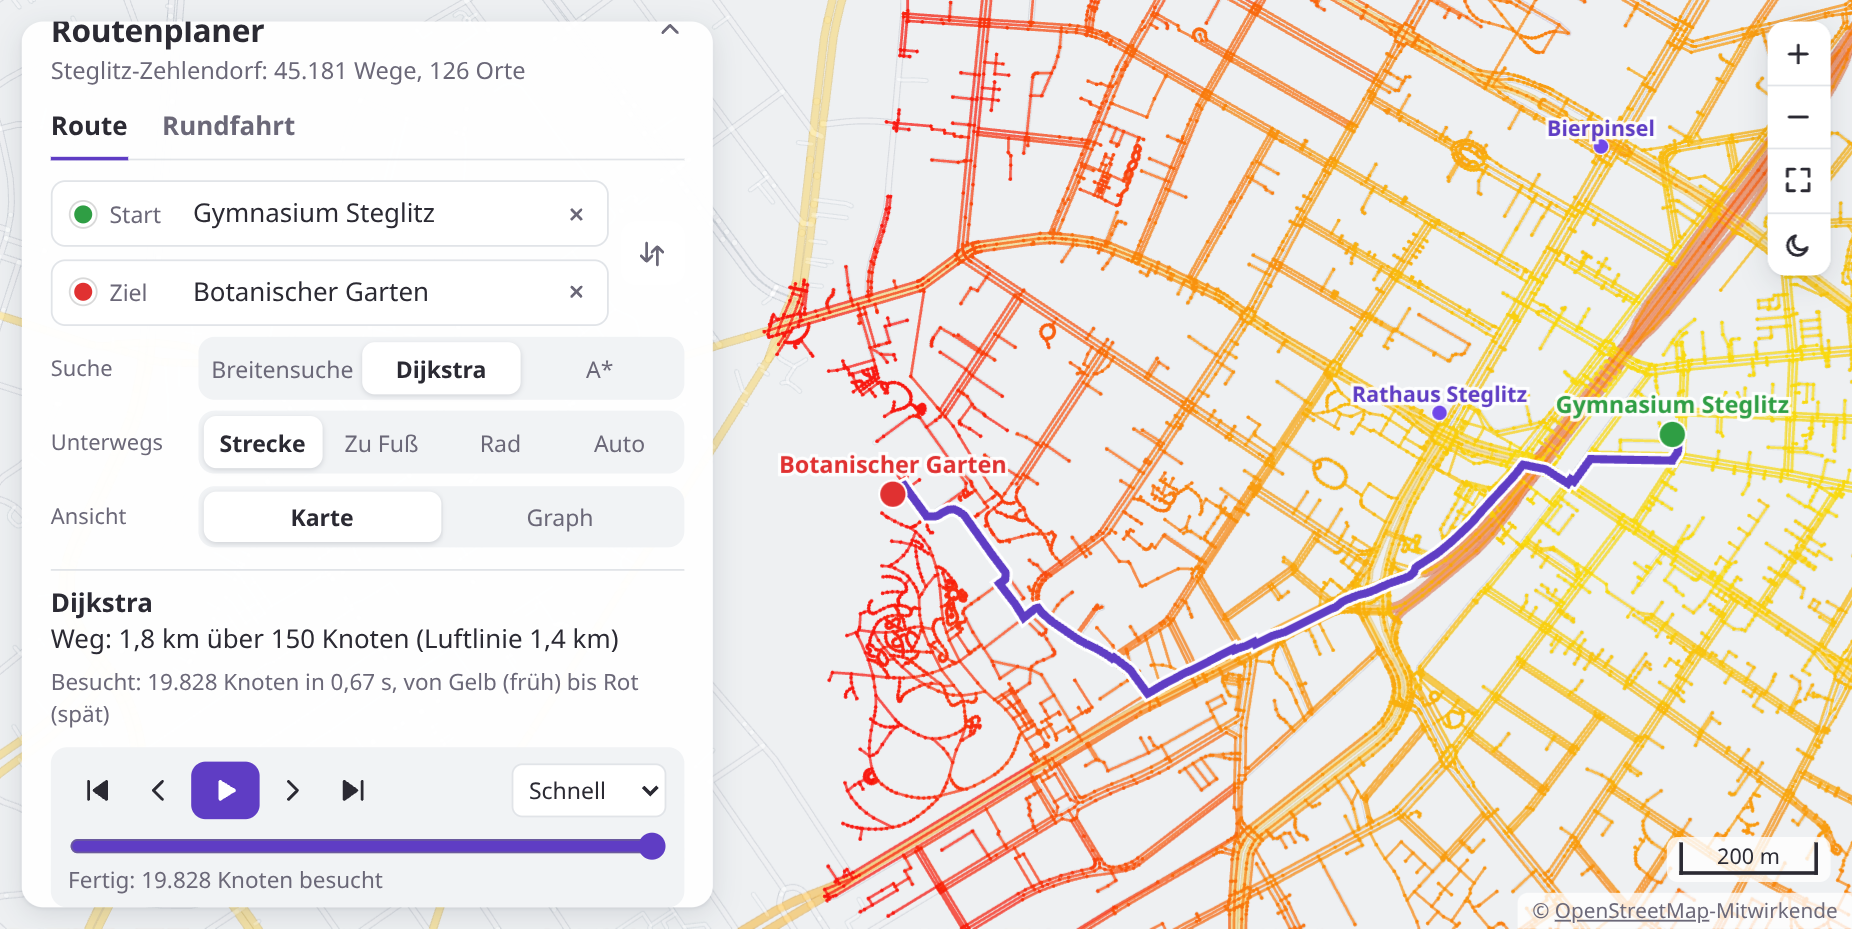 Routenplaner
Steglitz-Zehlendorf: 45.181 Wege, 126 Orte
Route Rundfahrt
Start Gymnasium Steglitz ×
Ziel Botanischer Garten ×
Suche Breitensuche Dijkstra A*
Unterwegs Strecke Zu Fuß Rad Auto
Ansicht Karte Graph
Dijkstra
Weg: 1,8 km über 150 Knoten (Luftlinie 1,4 km)
Besucht: 19.828 Knoten in 0,67 s, von Gelb (früh) bis Rot
(spät)
Schnell
Fertig: 19.828 Knoten besucht
Bierpinsel
Rathaus Steglitz
Gymnasium Steglitz
Botanischer Garten
+
−
200 m
© OpenStreetMap-Mitwirkende